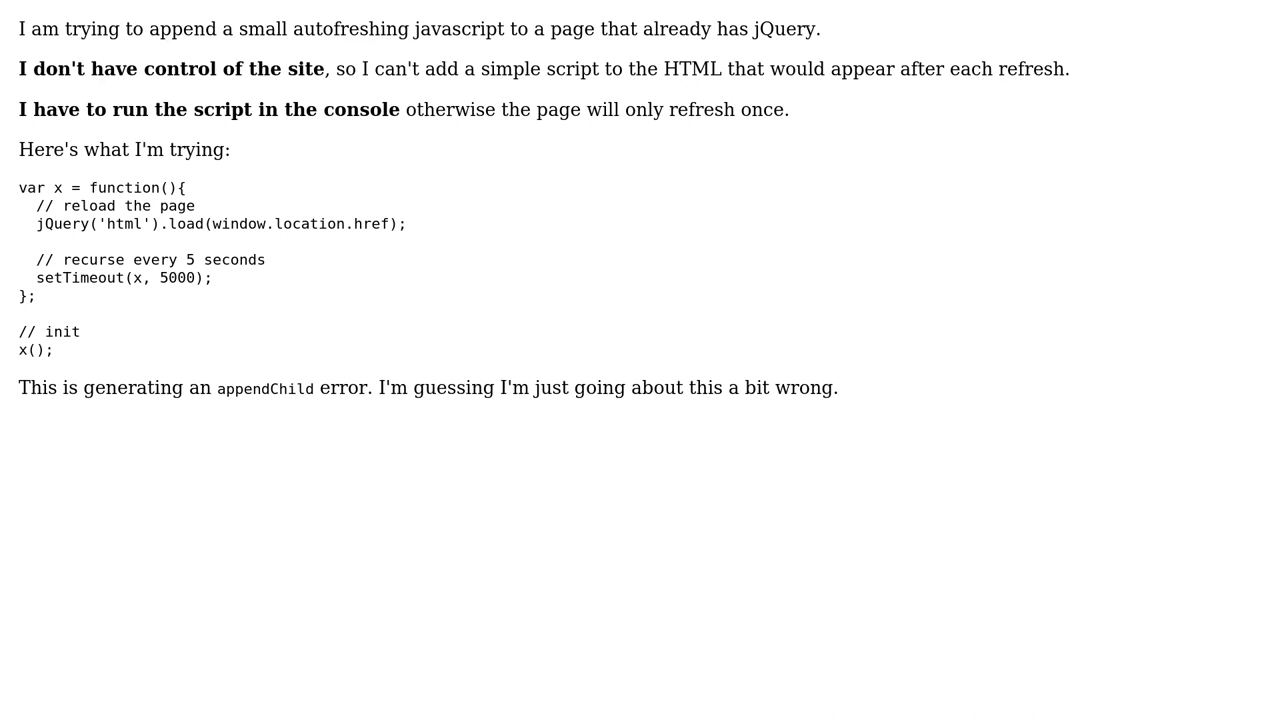 I am trying to append a small autofreshing javascript to a page that already has jQuery.
I don't have control of the site, so I can't add a simple script to the HTML that would appear after each refresh.
I have to run the script in the console otherwise the page will only refresh once.
Here's what I'm trying:
var x = function(){
  // reload the page
  jQuery('html').load(window.location.href);

  // recurse every 5 seconds
  setTimeout(x, 5000);
};

// init
x();
This is generating an appendChild error. I'm guessing I'm just going about this a bit wrong.